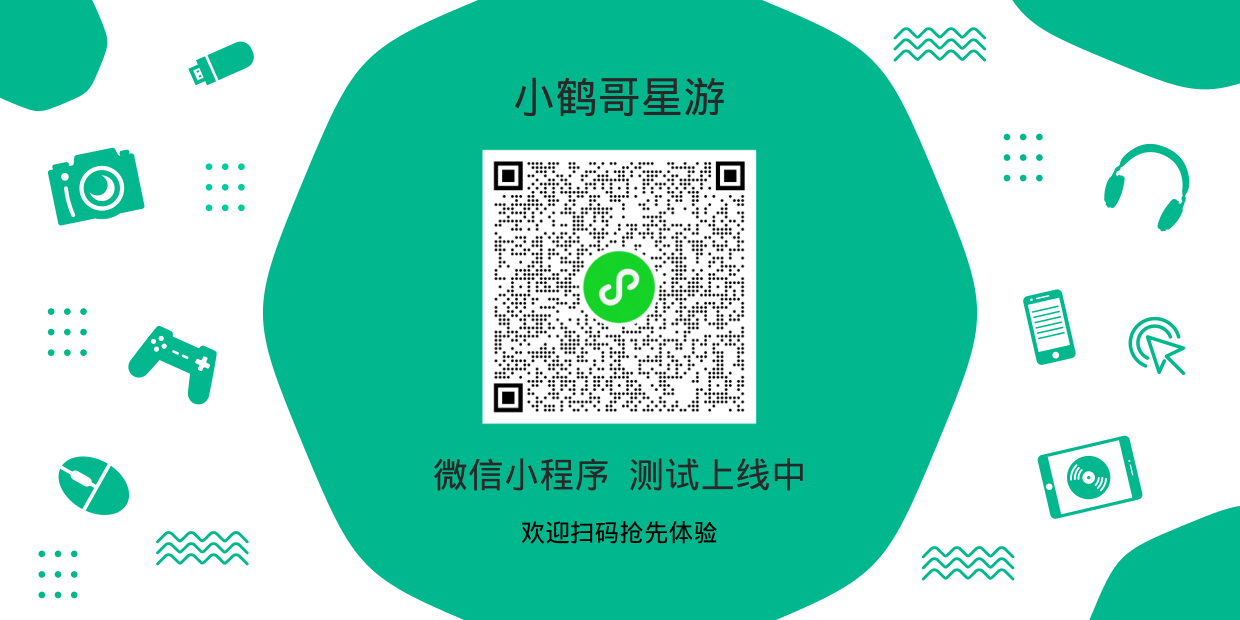 小鹤哥星游
微信小程序 测试上线中
欢迎扫码抢先体验